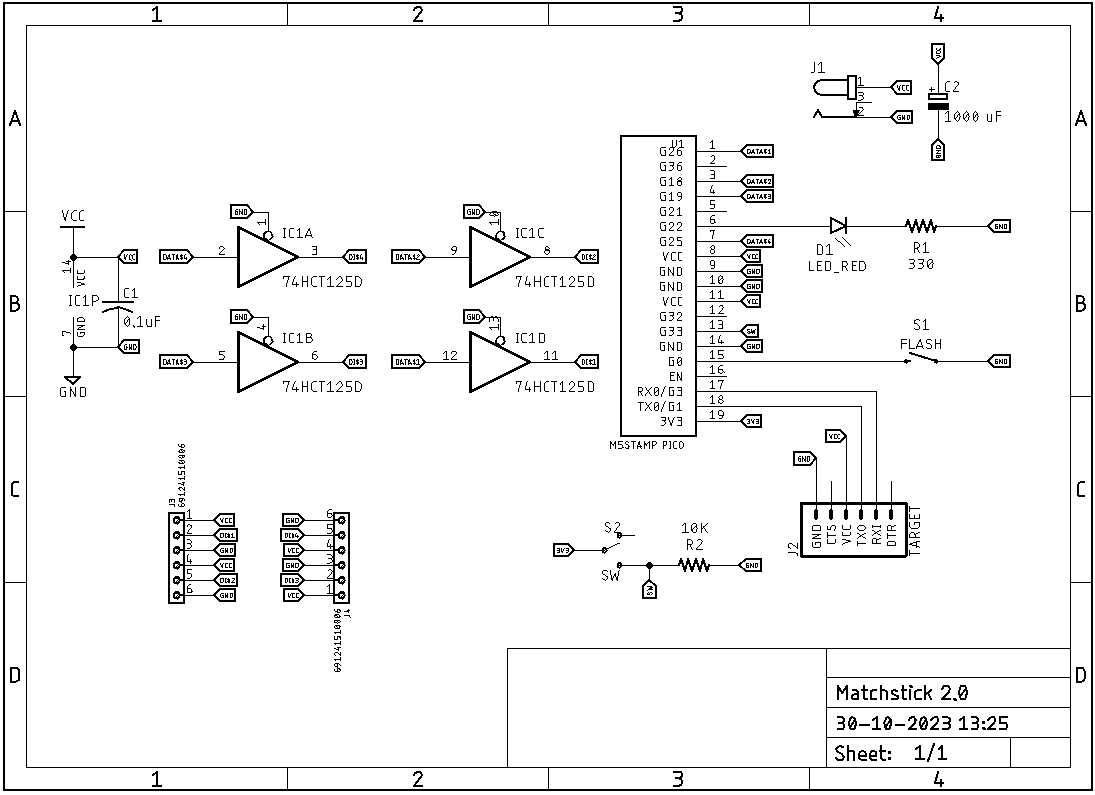 1 2 3 4
A
B
C
D
A
B
C
D
J1
1
3
2
VCC
GND
VCC
C2
+
1000 uF
GND
U1
G26 1 DATA$1
G36 2
G18 3 DATA$2
G19 4 DATA$3
G21 5
G22 6
G25 7 DATA$4
VCC 8 VCC
GND 9 GND
GND 10 GND
VCC 11 VCC
G32 12
G33 13 SW
GND 14 GND
G0 15
EN 16
RX0/G3 17
TX0/G1 18
3V3 19 3V3
M5STAMP PICO
D1
LED_RED
R1
330
GND
S1
FLASH
GND
VCC
14
VCC
VCC
IC1P
C1
0.1uF
7
GND
GND
GND
GND
1
IC1A
DATA$4 2 3 DI$4
74HCT125D
GND
10
IC1C
DATA$2 9 8 DI$2
74HCT125D
GND
4
IC1B
DATA$3 5 6 DI$3
74HCT125D
GND
13
IC1D
DATA$1 12 11 DI$1
74HCT125D
691241510006
J3
1 VCC
2 DI$1
3 GND
4 VCC
5 DI$2
6 GND
GND 6
DI$4 5
VCC 4
GND 3
DI$3 2
VCC 1
J4
691241510006
3V3
S2
SW
SW
10K
R2
GND
VCC
GND
J2
GND
CTS
VCC
TXO
RXI
DTR
TARGET
Matchstick 2.0
30-10-2023 13:25
Sheet: 1/1
1 2 3 4